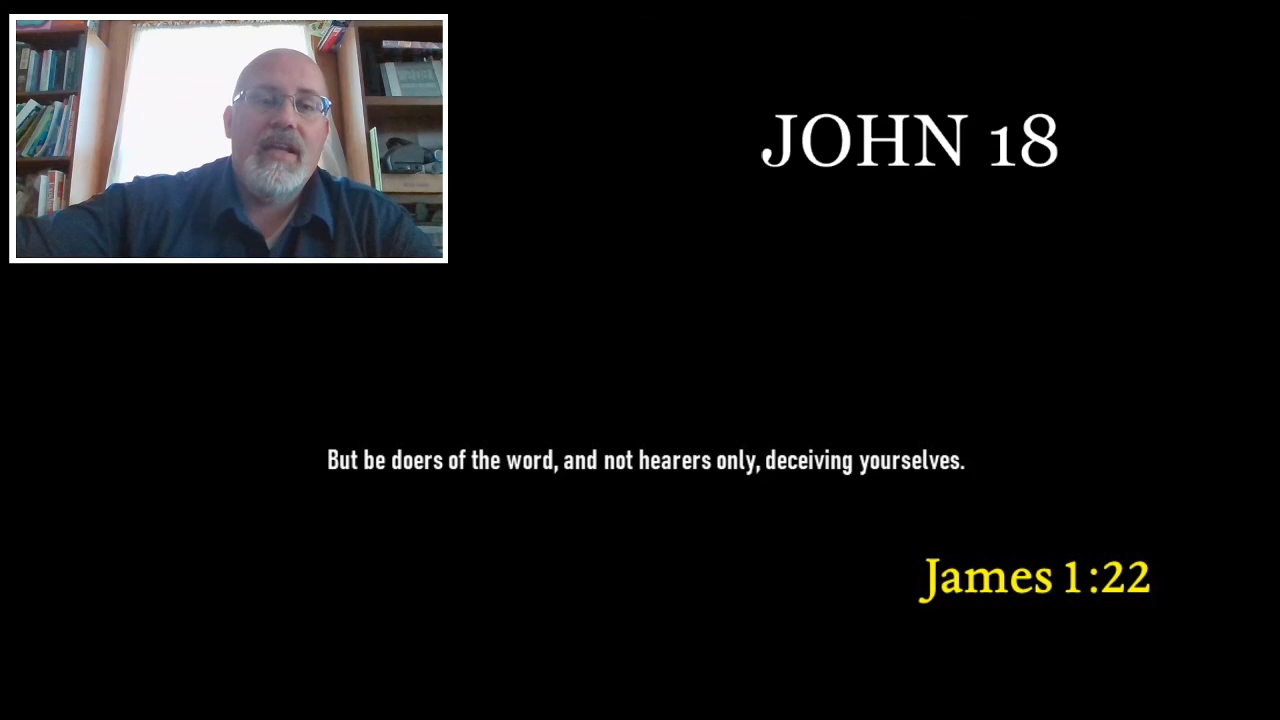 JOHN 18
But be doers of the word, and not hearers only, deceiving yourselves.
James 1:22